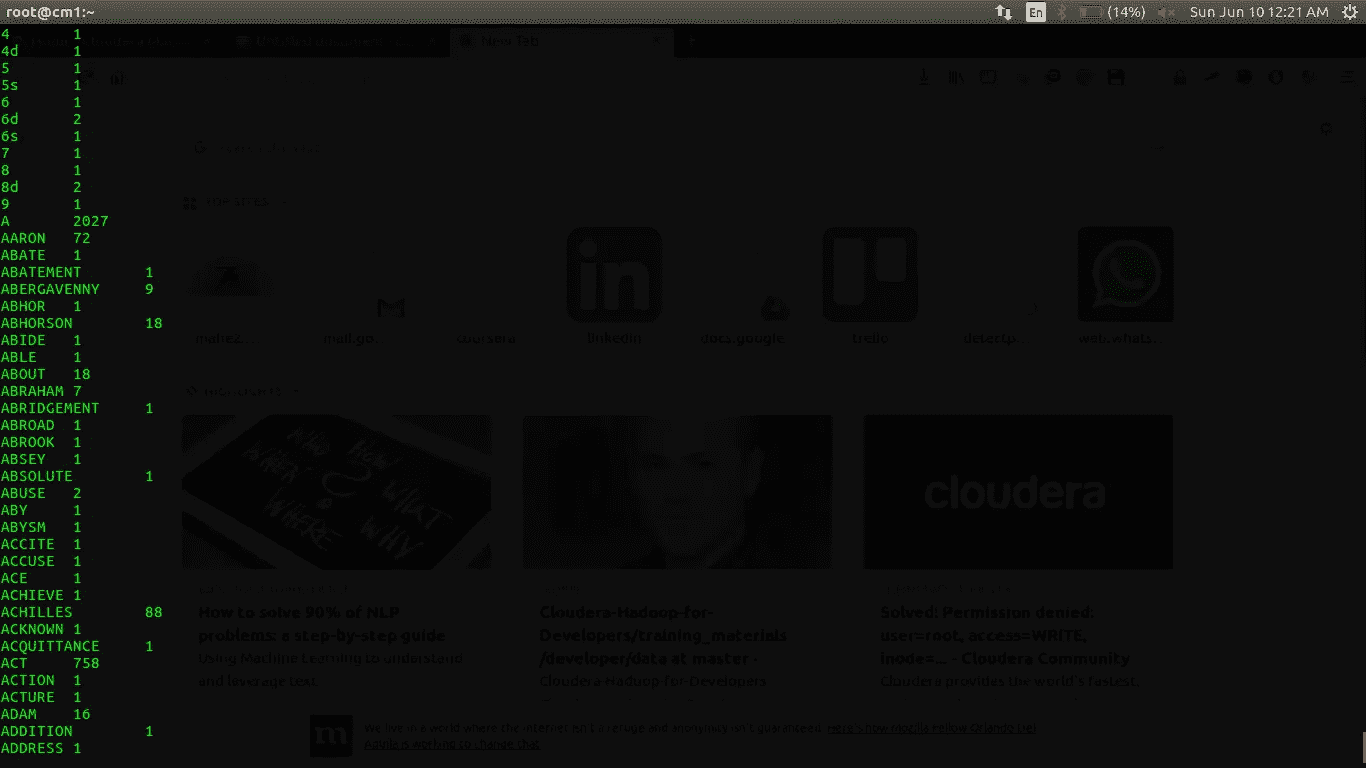 root@cm1:~
En (14%) Sun Jun 10 12:21 AM
4 1
4d 1
5 1
5s 1
6 1
6d 2
6s 1
7 1
8 1
8d 2
9 1
A 2027
AARON 72
ABATE 1
ABATEMENT 1
ABERGAVENNY 9
ABHOR 1
ABHORSON 18
ABIDE 1
ABLE 1
ABOUT 18
ABRAHAM 7
ABRIDGEMENT 1
ABROAD 1
ABROOK 1
ABSEY 1
ABSOLUTE 1
ABUSE 2
ABY 1
ABYSM 1
ACCITE 1
ACCUSE 1
ACE 1
ACHIEVE 1
ACHILLES 88
ACKNOWN 1
ACQUITTANCE 1
ACT 758
ACTION 1
ACTURE 1
ADAM 16
ADDITION 1
ADDRESS 1
New Tab
TOP SITES
in
mail.go...
coursera
linkedin
docs.google
trello
detectp...
web.whats...
HIGHLIGHTS
WHAT
WHERE
WHY
cloudera
How to solve 90% of NLP
problems: a step-by-step guide
Using Machine Learning to understand
and leverage text.
Cloudera-Hadoop-for-
Developers/training_materials
/developer/data at master -
Cloudera-Hadoop-for-Developers
Solved: Permission denied:
user=root, access=WRITE,
inode=... - Cloudera Community
Cloudera provides the world's fastest,
m
We live in a world where the internet isn't a refuge and anonymity isn't guaranteed. Here's how Mozilla Fellow
is working to change that.